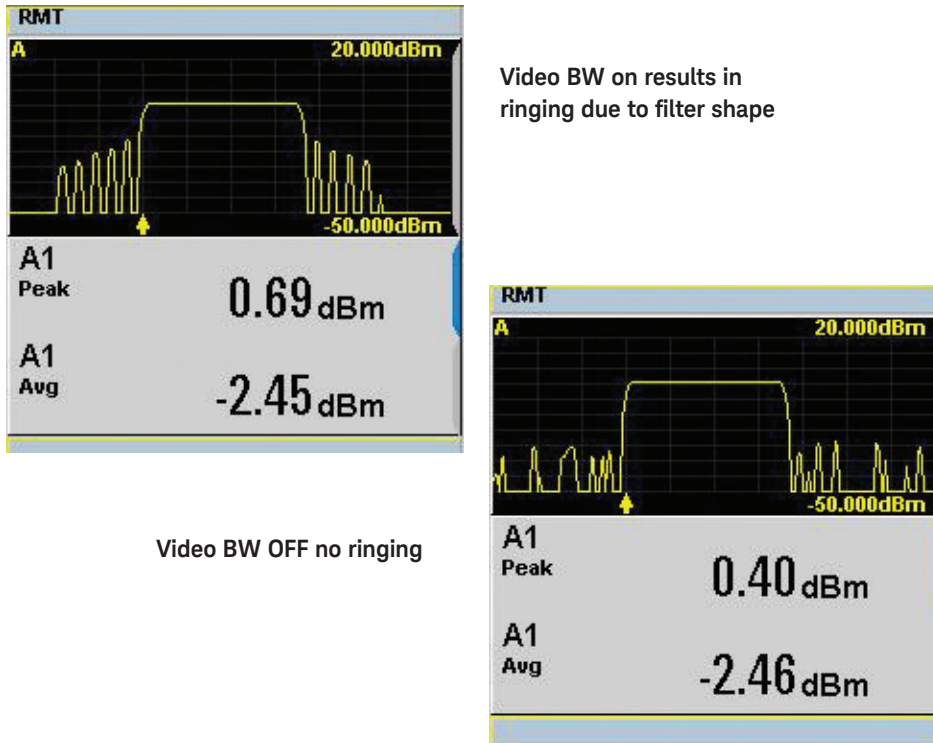 RMT
A 20.000dBm
-50.000dBm
A1
Peak
0.69 dBm
A1
Avg
-2.45 dBm
Video BW on results in
ringing due to filter shape
Video BW OFF no ringing
RMT
A 20.000dBm
-50.000dBm
A1
Peak
0.40 dBm
A1
Avg
-2.46 dBm